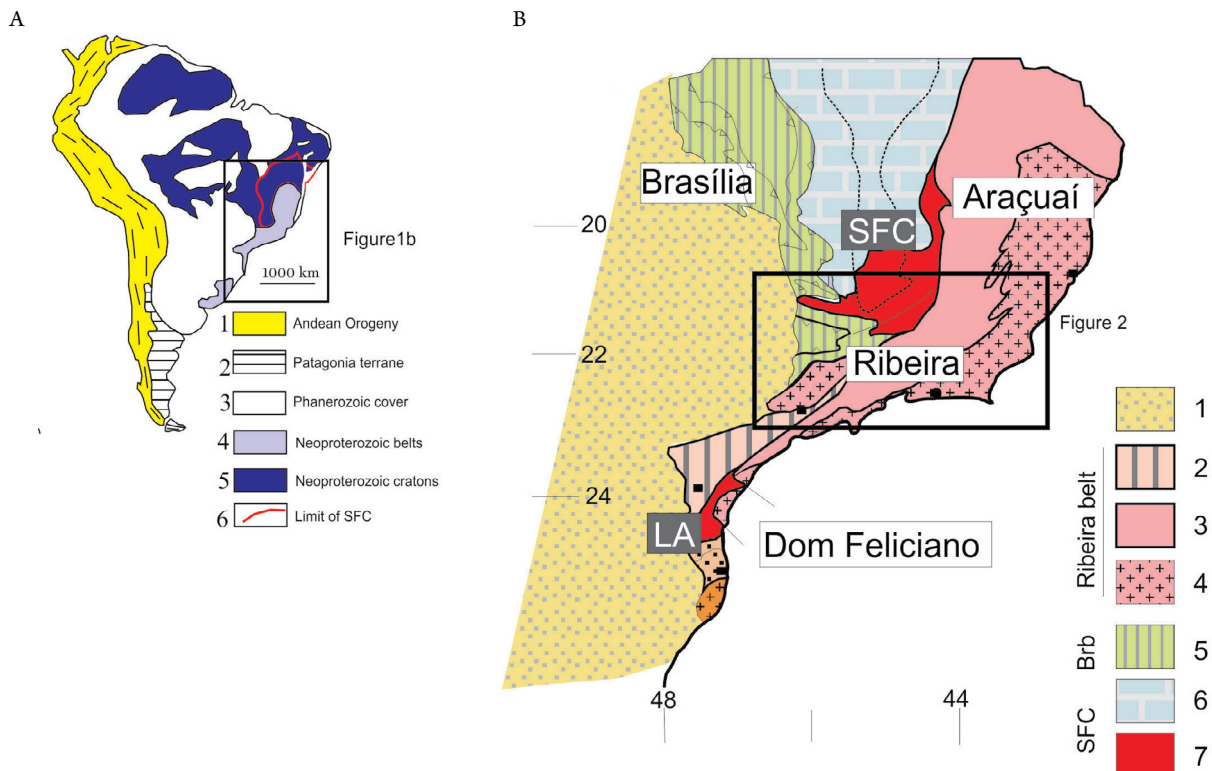 A
B
Figure1b
1000 km
1 Andean Orogeny
2 Patagonia terrane
3 Phanerozoic cover
4 Neoproterozoic belts
5 Neoproterozoic cratons
6 Limit of SFC
Brasília
Araçuaí
SFC
20
Figure 2
22
Ribeira
24
LA
Dom Feliciano
48
44
1
Ribeira belt
2
3
4
Brb
5
SFC
6
7